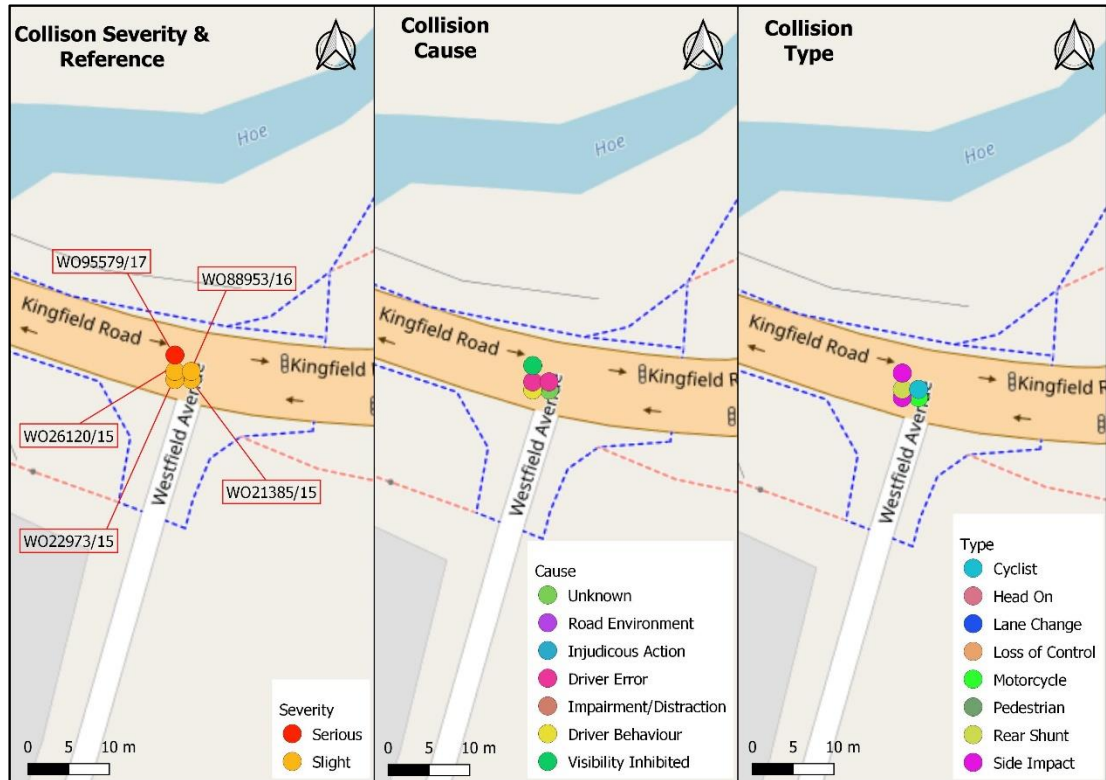 Collison Severity &
Reference
Hoe
WO95579/17
WO88953/16
Kingfield Road
Kingfield
WO26120/15
Westfield Avenue
WO21385/15
WO22973/15
Severity
Serious
Slight
0 5 10 m
Collision
Cause
Hoe
Kingfield Road
Kingfield R
Westfield Avenue
Cause
Unknown
Road Environment
Injudicous Action
Driver Error
Impairment/Distraction
Driver Behaviour
Visibility Inhibited
0 5 10 m
Collision
Type
Hoe
Kingfield Road
Kingfield R
Westfield Avenue
Type
Cyclist
Head On
Lane Change
Loss of Control
Motorcycle
Pedestrian
Rear Shunt
Side Impact
0 5 10 m